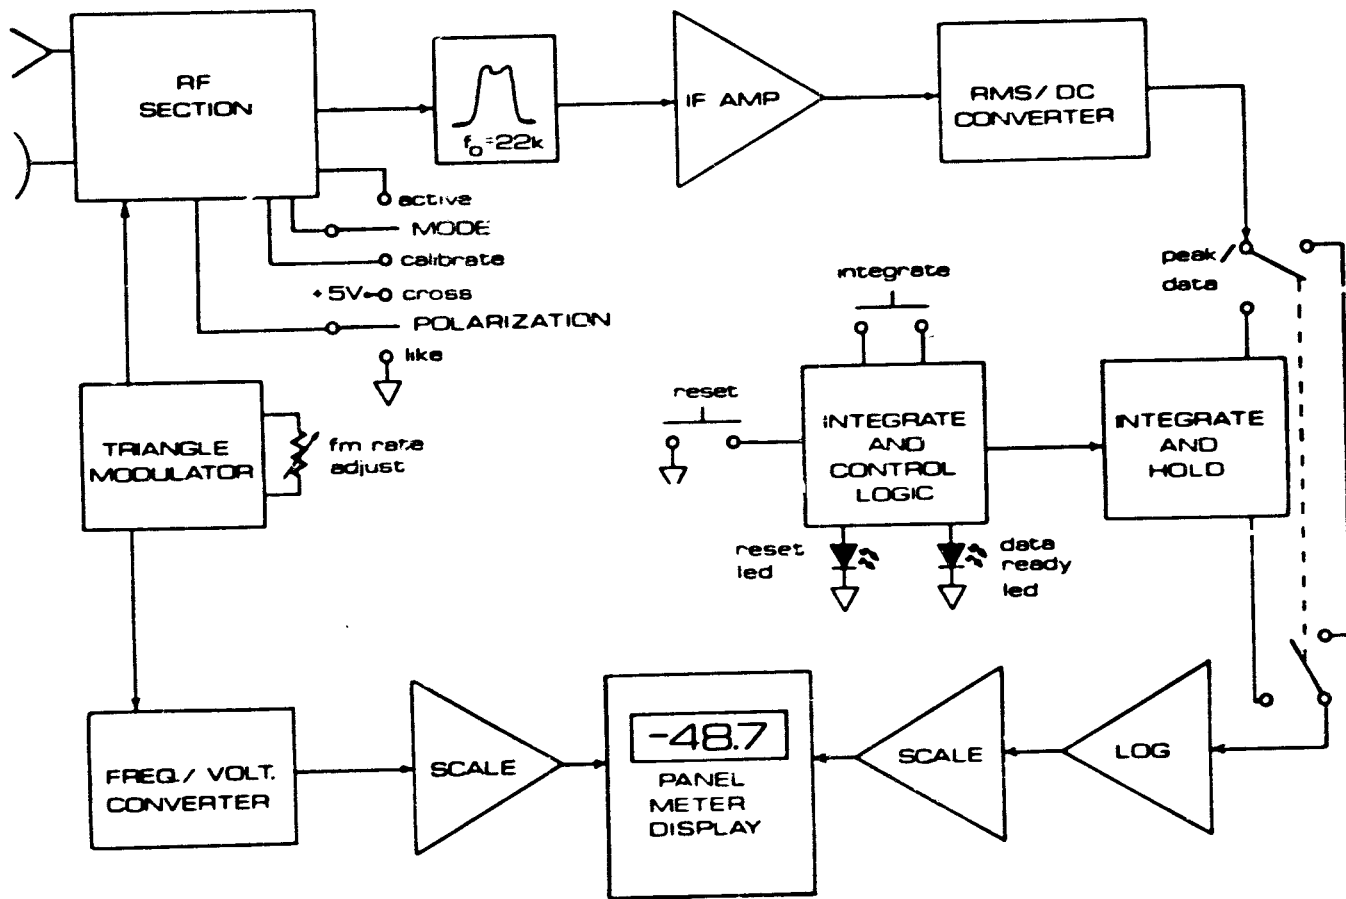 RF
SECTION
f₀=22k
IF AMP
RMS/DC
CONVERTER
active
MODE
calibrate
+5V
cross
POLARIZATION
like
peak/
data
integrate
reset
TRIANGLE
MODULATOR
fm rate
adjust
INTEGRATE
AND
CONTROL
LOGIC
INTEGRATE
AND
HOLD
reset
led
data
ready
led
FREQ./VOLT.
CONVERTER
SCALE
-48.7
PANEL
METER
DISPLAY
SCALE
LOG